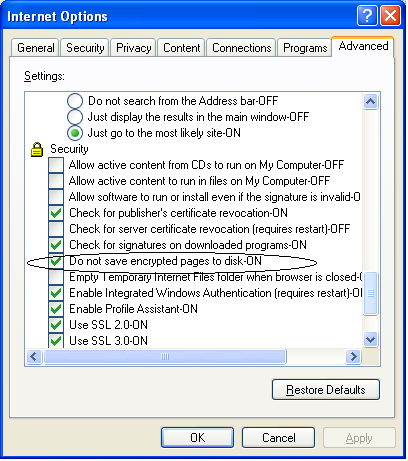 Internet Options
General
Security
Privacy
Content
Connections
Programs
Advanced
Settings:
Do not search from the Address bar-OFF
Just display the results in the main window-OFF
Just go to the most likely site-ON
Security
Allow active content from CDs to run on My Computer-OFF
Allow active content to run in files on My Computer-OFF
Allow software to run or install even if the signature is invalid-O
Check for publisher's certificate revocation-ON
Check for server certificate revocation (requires restart)-OFF
Check for signatures on downloaded programs-ON
Do not save encrypted pages to disk-ON
Empty Temporary Internet Files folder when browser is closed-O
Enable Integrated Windows Authentication (requires restart)-ON
Enable Profile Assistant-ON
Use SSL 2.0-ON
Use SSL 3.0-ON
Restore Defaults
OK
Cancel
Apply